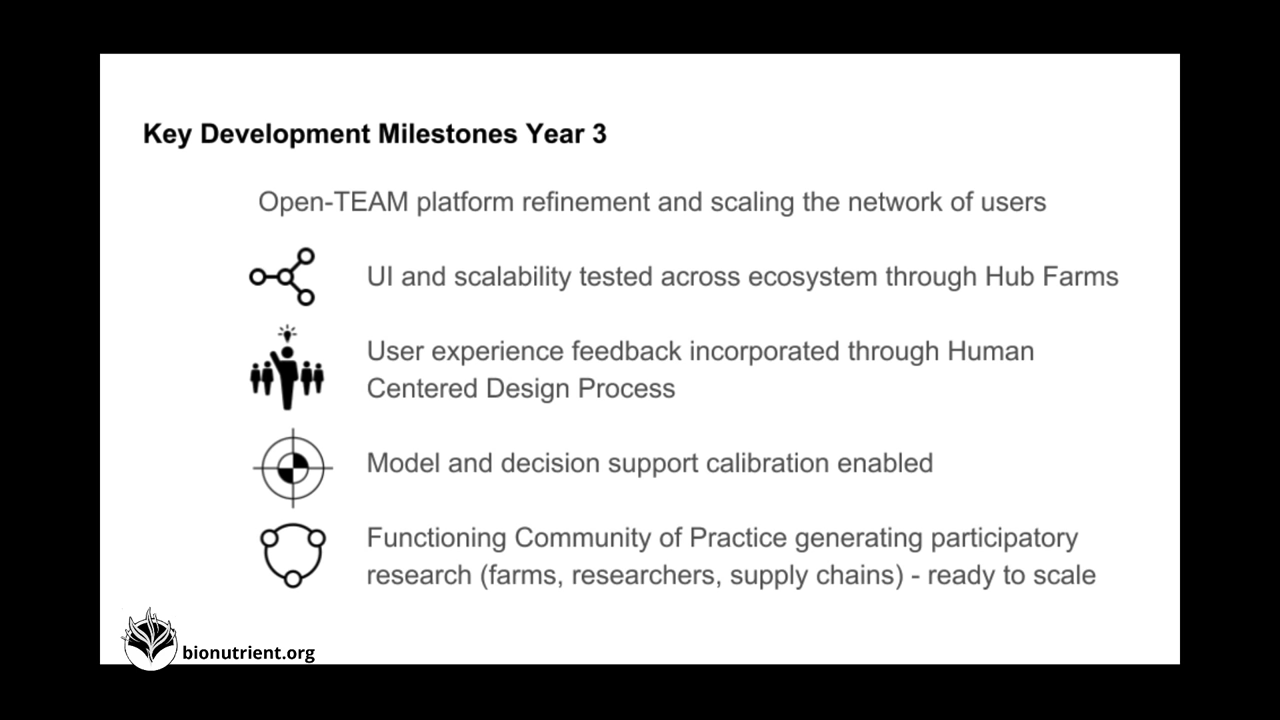 Key Development Milestones Year 3
Open-TEAM platform refinement and scaling the network of users
UI and scalability tested across ecosystem through Hub Farms
User experience feedback incorporated through Human
Centered Design Process
Model and decision support calibration enabled
Functioning Community of Practice generating participatory
research (farms, researchers, supply chains) - ready to scale
bionutrient.org